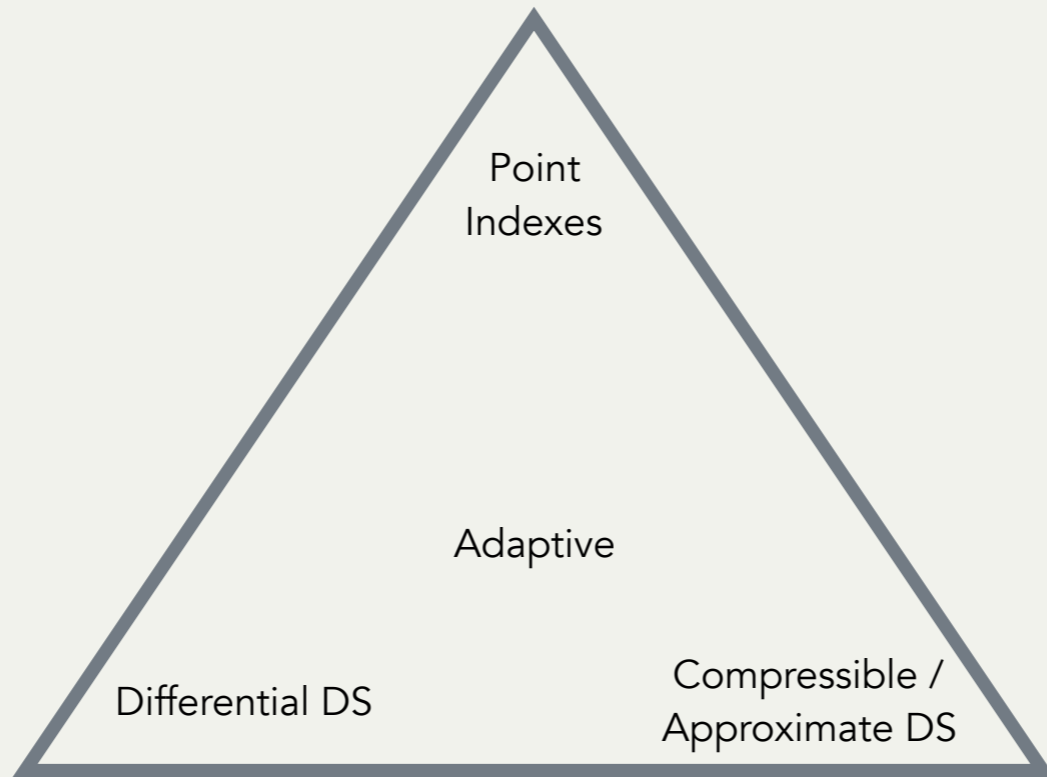 Point
Indexes
Adaptive
Differential DS
Compressible /
Approximate DS